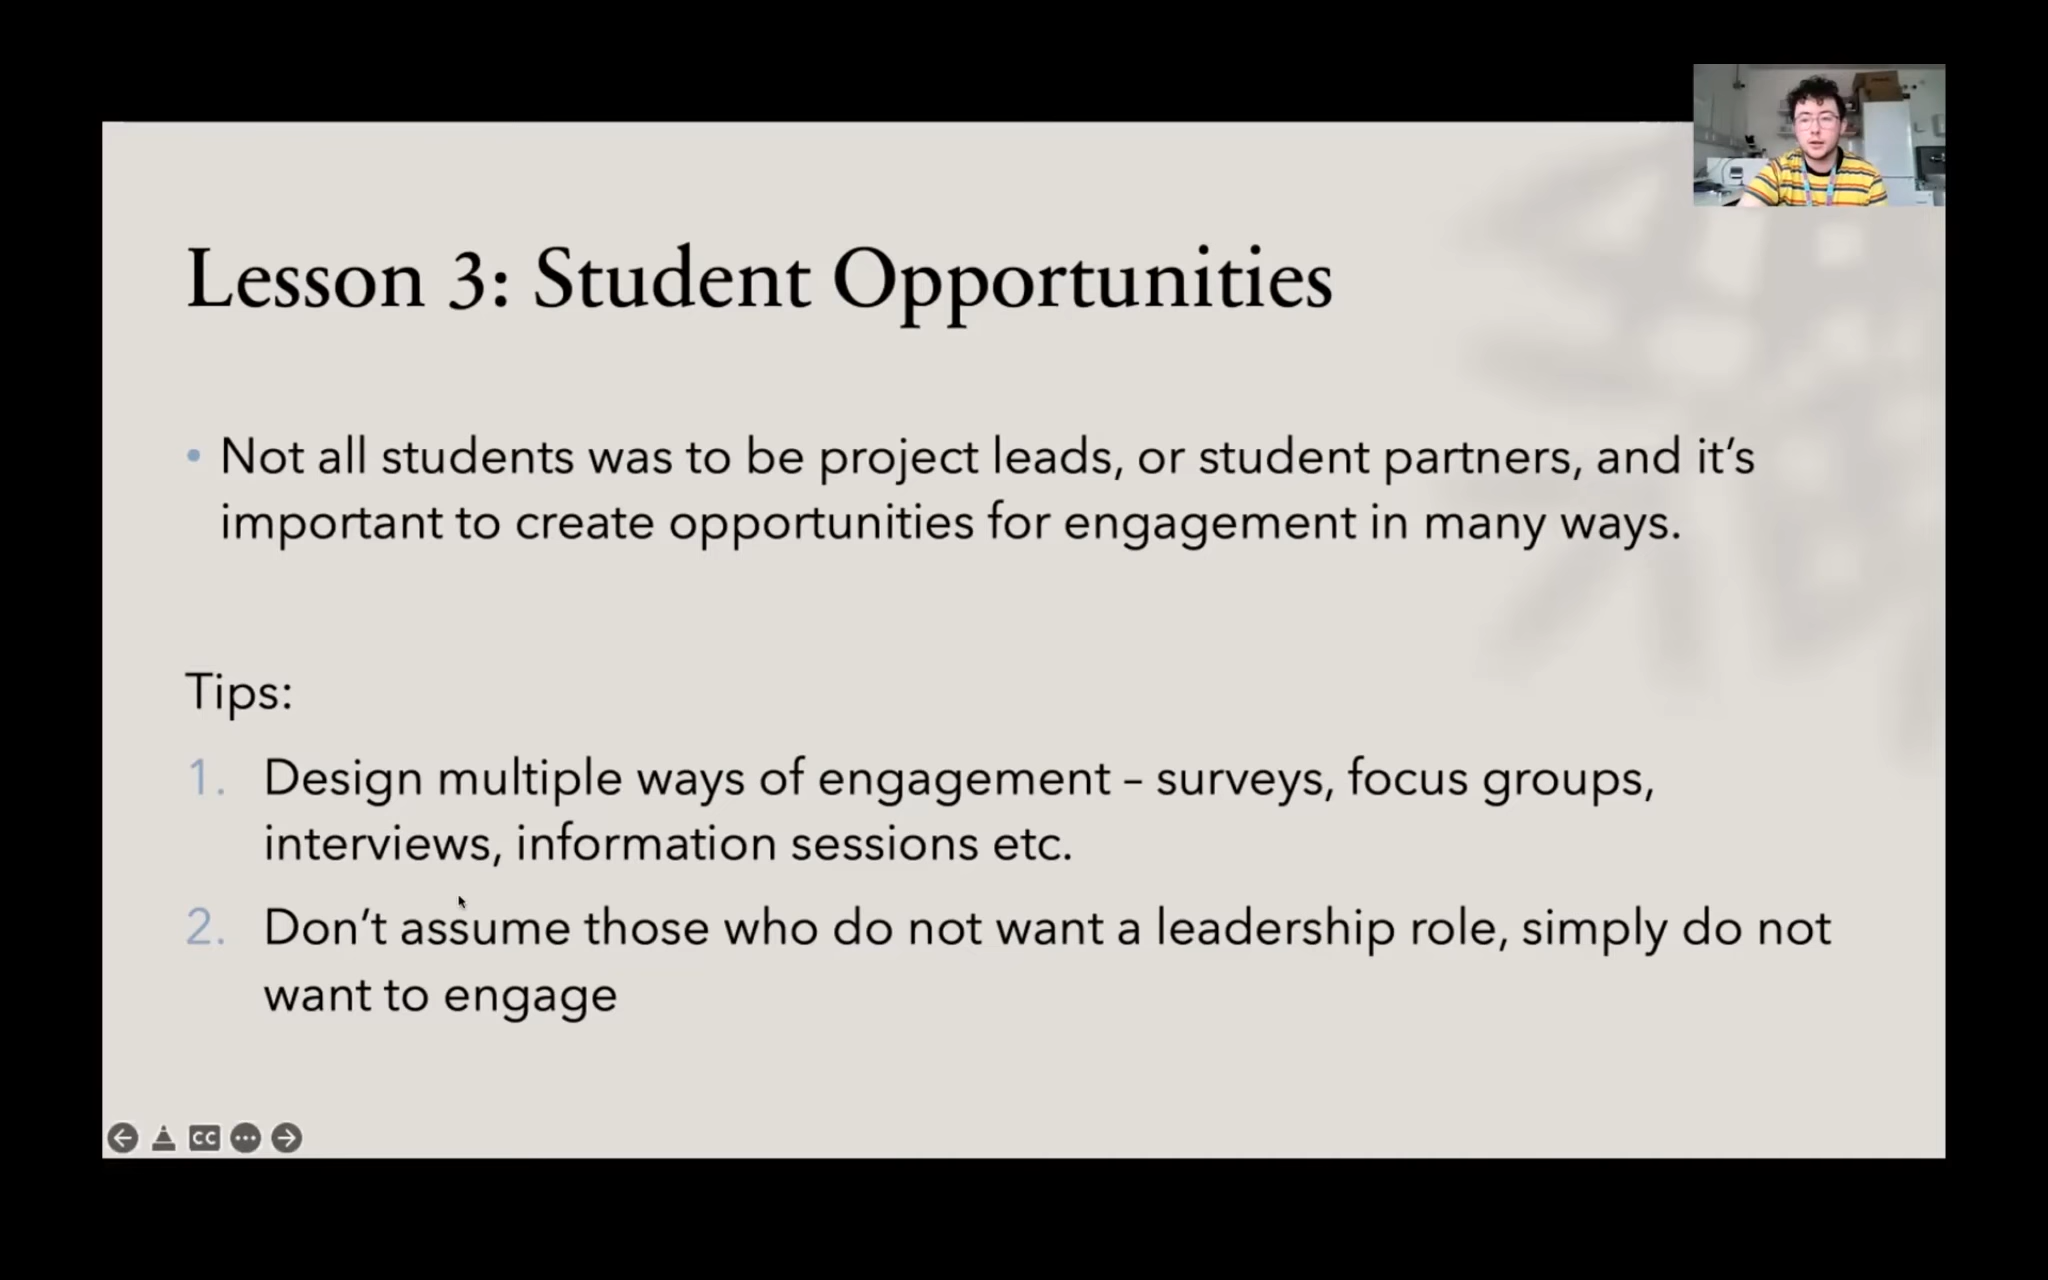 Lesson 3: Student Opportunities
• Not all students was to be project leads, or student partners, and it’s
important to create opportunities for engagement in many ways.
Tips:
1. Design multiple ways of engagement – surveys, focus groups,
interviews, information sessions etc.
2. Don’t assume those who do not want a leadership role, simply do not
want to engage
CC